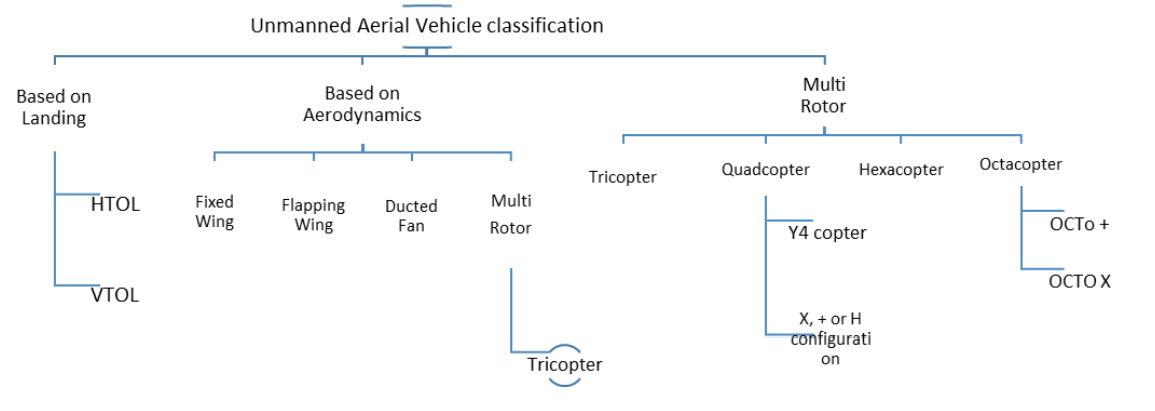 Unmanned Aerial Vehicle classification
Based on
Landing
HTOL
VTOL
Based on
Aerodynamics
Fixed
Wing
Flapping
Wing
Ducted
Fan
Multi
Rotor
Tricopter
Multi
Rotor
Tricopter
Quadcopter
Y4 copter
X, + or H
configurati
on
Hexacopter
Octacopter
OCTo +
OCTO X